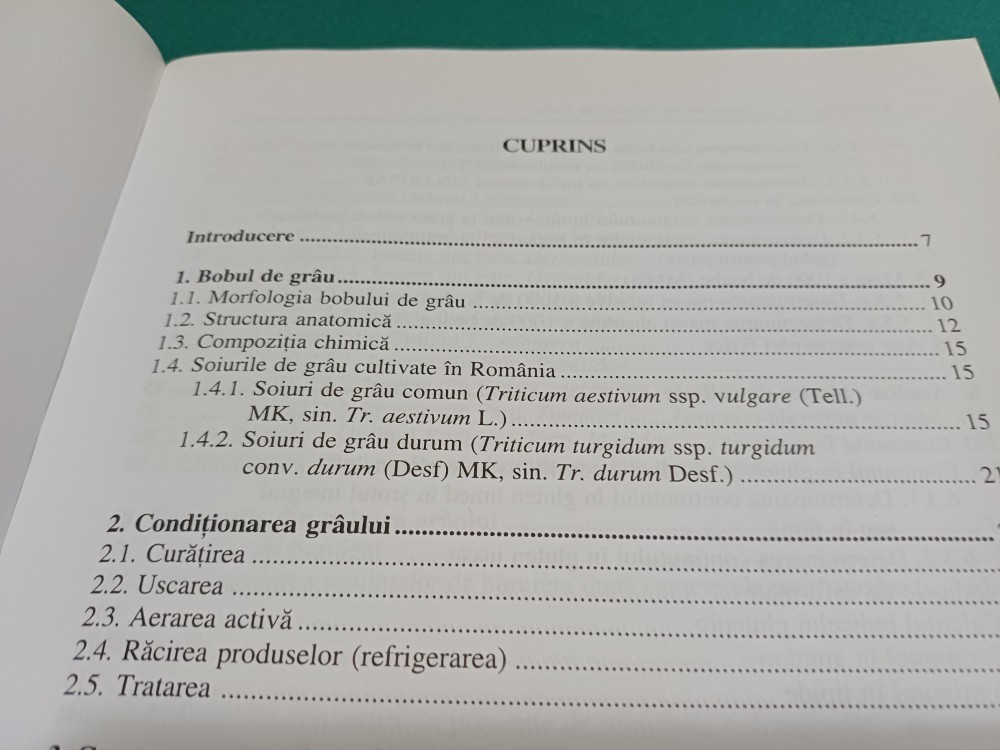 CUPRINS
Introducere ........ 7
1. Bobul de grâu ........ 9
1.1. Morfologia bobului de grâu ........ 10
1.2. Structura anatomică ........ 12
1.3. Compoziția chimică ........ 15
1.4. Soiurile de grâu cultivate în România ........ 15
1.4.1. Soiuri de grâu comun (Triticum aestivum ssp. vulgare (Tell.)
MK, sin. Tr. aestivum L.) ........ 15
1.4.2. Soiuri de grâu durum (Triticum turgidum ssp. turgidum
conv. durum (Desf) MK, sin. Tr. durum Desf.) ........ 21
2. Condiționarea grâului ........
2.1. Curățirea ........
2.2. Uscarea ........
2.3. Aerarea activă ........
2.4. Răcirea produselor (refrigerarea) ........
2.5. Tratarea ........